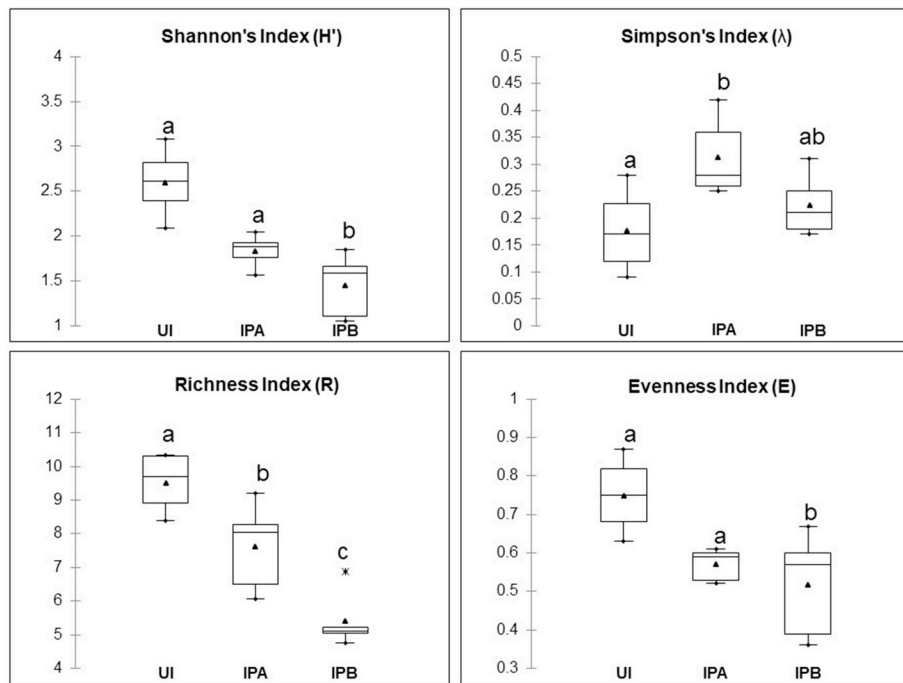 Shannon's Index (H')
4
3.5
3
2.5
2
1.5
1
a
a
b
UI IPA IPB
Simpson's Index (λ)
0.5
0.45
0.4
0.35
0.3
0.25
0.2
0.15
0.1
0.05
0
a
b
ab
UI IPA IPB
Richness Index (R)
12
11
10
9
8
7
6
5
4
a
b
c
UI IPA IPB
Evenness Index (E)
1
0.9
0.8
0.7
0.6
0.5
0.4
0.3
a
a
b
UI IPA IPB